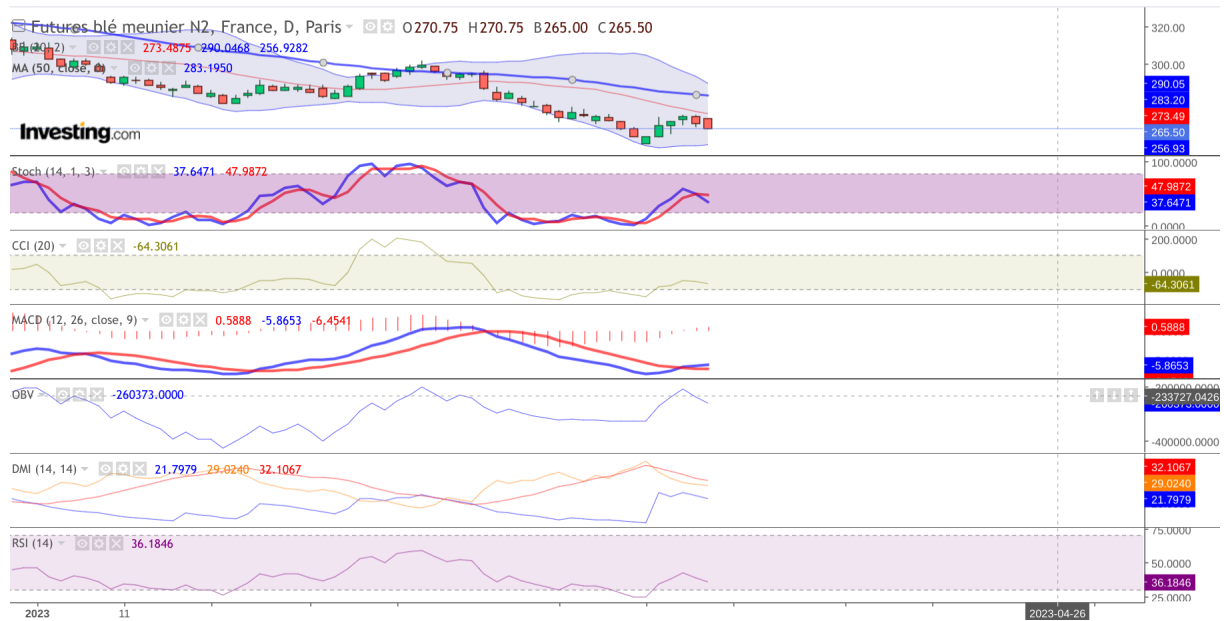 Futures blé meunier N2, France, D, Paris O270.75 H270.75 B265.00 C265.50
273.4875 290.0468 256.9282
MA (50, close, 0) 283.1950
Investing.com
320.00
300.00
290.05
283.20
273.49
265.50
256.93
Stoch (14, 1, 3) 37.6471 47.9872
100.0000
47.9872
37.6471
0.0000
CCI (20) -64.3061
200.0000
0.0000
-64.3061
MACD (12, 26, close, 9) 0.5888 -5.8653 -6.4541
0.5888
-5.8653
OBV -260373.0000
-233727.0426
-400000.0000
DMI (14, 14) 21.7979 29.0240 32.1067
32.1067
29.0240
21.7979
RSI (14) 36.1846
75.0000
50.0000
36.1846
25.0000
2023 11 2023-04-26